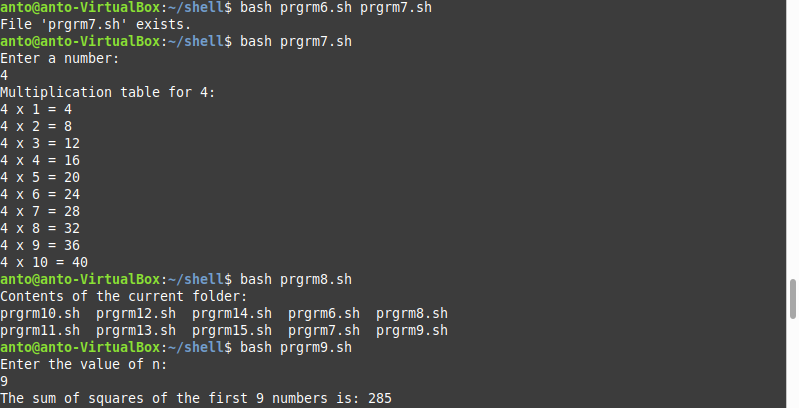 anto@anto-VirtualBox:~/shell$ bash prgrm6.sh prgrm7.sh
File 'prgrm7.sh' exists.
anto@anto-VirtualBox:~/shell$ bash prgrm7.sh
Enter a number:
4
Multiplication table for 4:
4 x 1 = 4
4 x 2 = 8
4 x 3 = 12
4 x 4 = 16
4 x 5 = 20
4 x 6 = 24
4 x 7 = 28
4 x 8 = 32
4 x 9 = 36
4 x 10 = 40
anto@anto-VirtualBox:~/shell$ bash prgrm8.sh
Contents of the current folder:
prgrm10.sh  prgrm12.sh  prgrm14.sh  prgrm6.sh  prgrm8.sh
prgrm11.sh  prgrm13.sh  prgrm15.sh  prgrm7.sh  prgrm9.sh
anto@anto-VirtualBox:~/shell$ bash prgrm9.sh
Enter the value of n:
9
The sum of squares of the first 9 numbers is: 285